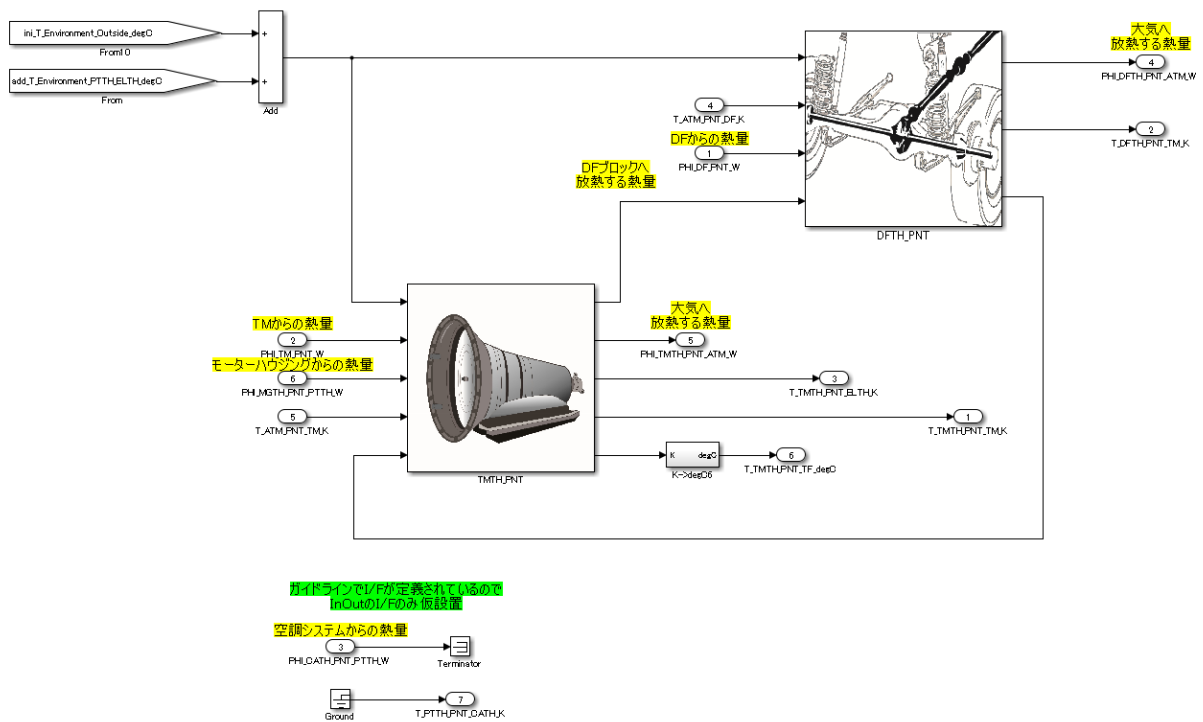 ini_T_Environment_Outside_degC
From10
add_T_Environment_PTTH_ELTH_degC
From
+
+
Add
大気へ
放熱する熱量
4
PHI_DFTH_PNT_ATM_W
4
T_ATM_PNT_DF_K
DFからの熱量
1
PHI_DF_PNT_W
2
T_DFTH_PNT_TM_K
DFブロックへ
放熱する熱量
DFTH_PNT
TMからの熱量
2
PHI_TM_PNT_W
モーターハウジングからの熱量
6
PHI_MGTH_PNT_PTTH_W
5
T_ATM_PNT_TM_K
大気へ
放熱する熱量
5
PHI_TMTH_PNT_ATM_W
3
T_TMTH_PNT_ELTH_K
1
T_TMTH_PNT_TM_K
K degC
K->degC6
6
T_TMTH_PNT_TF_degC
TMTH_PNT
ガイドラインでI/Fが定義されているので
InOutのI/Fのみ仮設置
空調システムからの熱量
3
PHI_CATH_PNT_PTTH_W
Terminator
Ground
7
T_PTTH_PNT_CATH_K